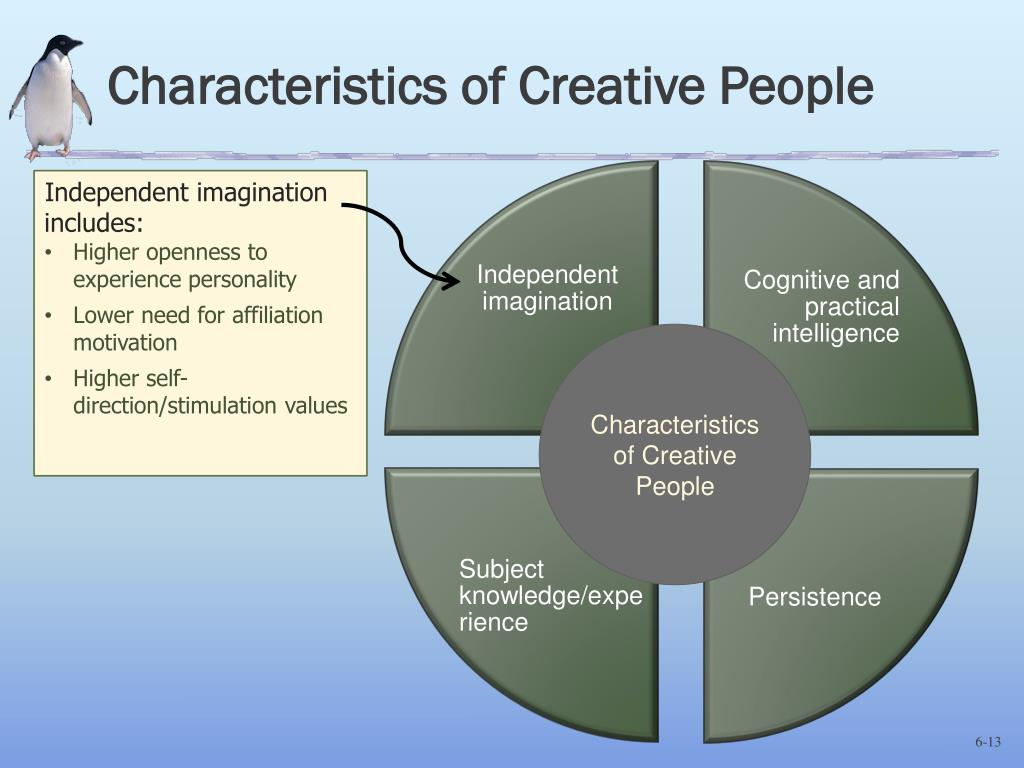 Characteristics of Creative People
Independent imagination
includes:
• Higher openness to
experience personality
• Lower need for affiliation
motivation
• Higher self-
direction/stimulation values
Independent
imagination
Cognitive and
practical
intelligence
Characteristics
of Creative
People
Subject
knowledge/expe
rience
Persistence
6-13